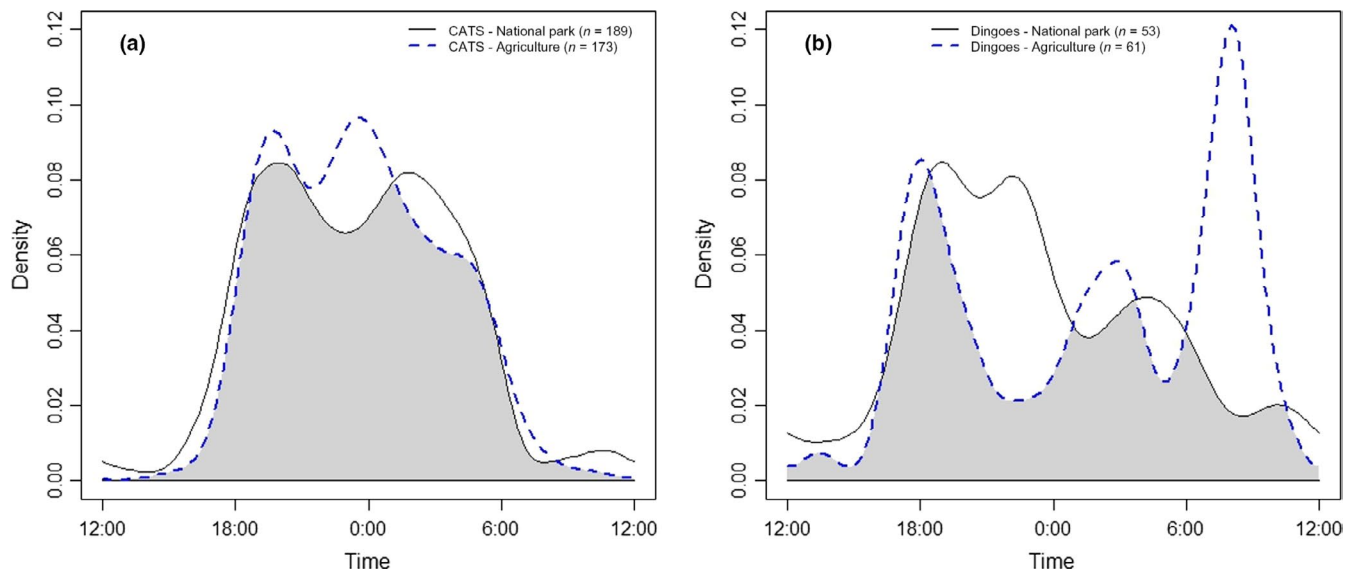 (a)
CATS - National park (n = 189)
CATS - Agriculture (n = 173)
0.12
0.10
0.08
0.06
0.04
0.02
0.00
Density
12:00 18:00 0:00 6:00 12:00
Time
(b)
Dingoes - National park (n = 53)
Dingoes - Agriculture (n = 61)
0.12
0.10
0.08
0.06
0.04
0.02
0.00
Density
12:00 18:00 0:00 6:00 12:00
Time